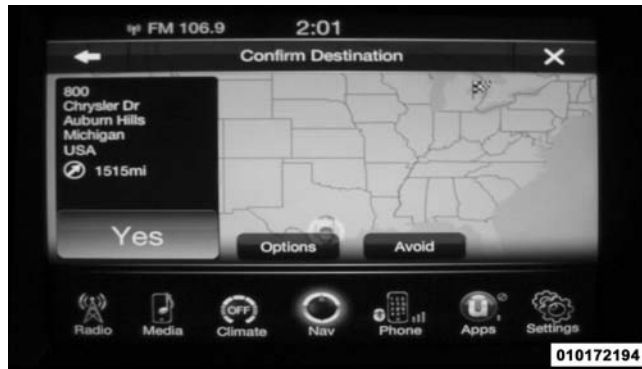 FM 106.9
2:01
Confirm Destination
800
Chrysler Dr
Auburn Hills
Michigan
USA
1515mi
Yes
Options
Avoid
OFF
Radio
Media
Climate
Nav
Phone
Apps
Settings
010172194